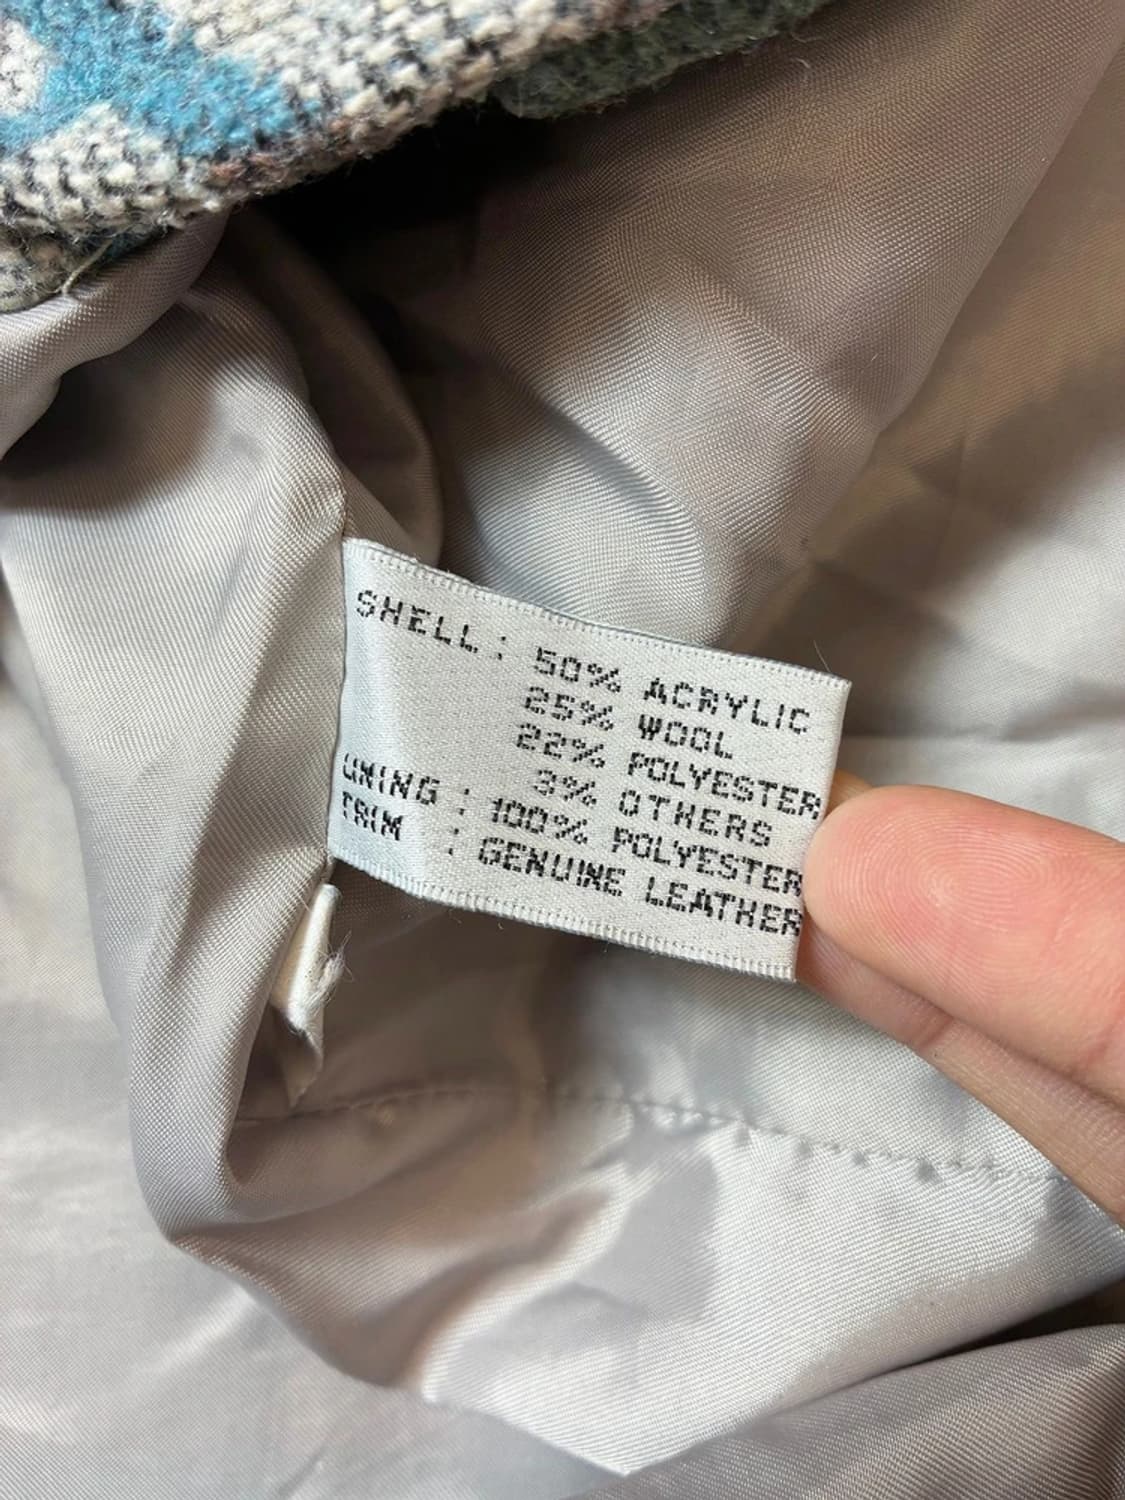 SHELL : 50% ACRYLIC
25% WOOL
22% POLYESTER
3% OTHERS
LINING : 100% POLYESTER
TRIM : GENUINE LEATHER